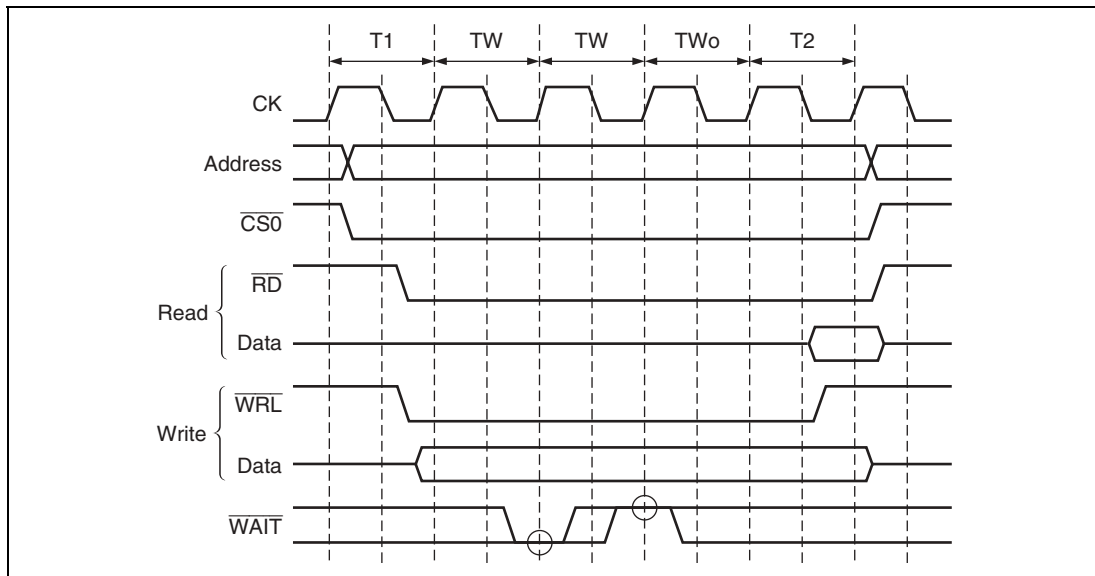 T1 TW TW TWo T2
CK
Address
CS0
RD
Read
Data
WRL
Write
Data
WAIT